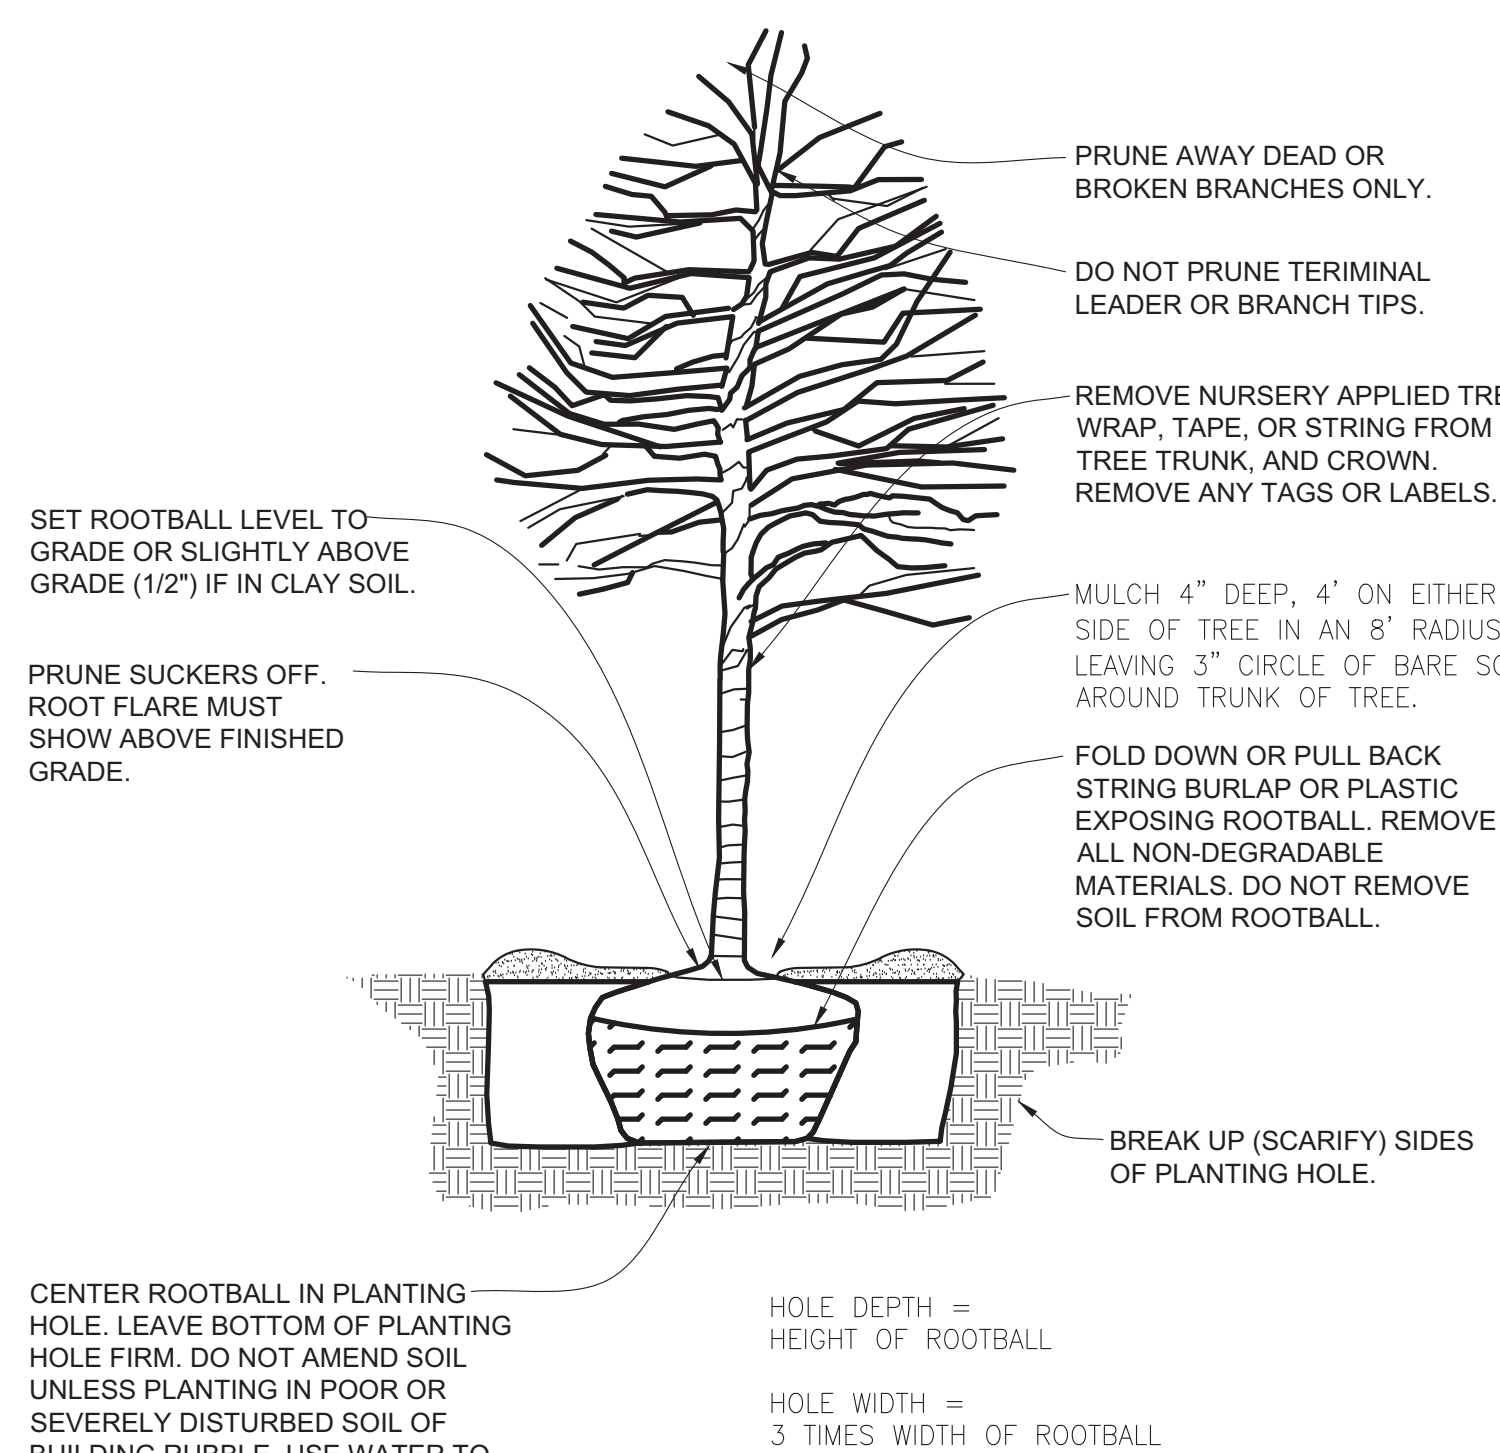 PRUNE AWAY DEAD OR
BROKEN BRANCHES ONLY.
DO NOT PRUNE TERIMINAL
LEADER OR BRANCH TIPS.
REMOVE NURSERY APPLIED TRE
WRAP, TAPE, OR STRING FROM
TREE TRUNK, AND CROWN.
REMOVE ANY TAGS OR LABELS.
SET ROOTBALL LEVEL TO
GRADE OR SLIGHTLY ABOVE
GRADE (1/2") IF IN CLAY SOIL.
PRUNE SUCKERS OFF.
ROOT FLARE MUST
SHOW ABOVE FINISHED
GRADE.
MULCH 4" DEEP, 4' ON EITHER
SIDE OF TREE IN AN 8' RADIUS
LEAVING 3" CIRCLE OF BARE SO
AROUND TRUNK OF TREE.
FOLD DOWN OR PULL BACK
STRING BURLAP OR PLASTIC
EXPOSING ROOTBALL. REMOVE
ALL NON-DEGRADABLE
MATERIALS. DO NOT REMOVE
SOIL FROM ROOTBALL.
BREAK UP (SCARIFY) SIDES
OF PLANTING HOLE.
CENTER ROOTBALL IN PLANTING
HOLE. LEAVE BOTTOM OF PLANTING
HOLE FIRM. DO NOT AMEND SOIL
UNLESS PLANTING IN POOR OR
SEVERELY DISTURBED SOIL OF
BUILDING RUBBLE. USE WATER TO
HOLE DEPTH =
HEIGHT OF ROOTBALL
HOLE WIDTH =
3 TIMES WIDTH OF ROOTBALL